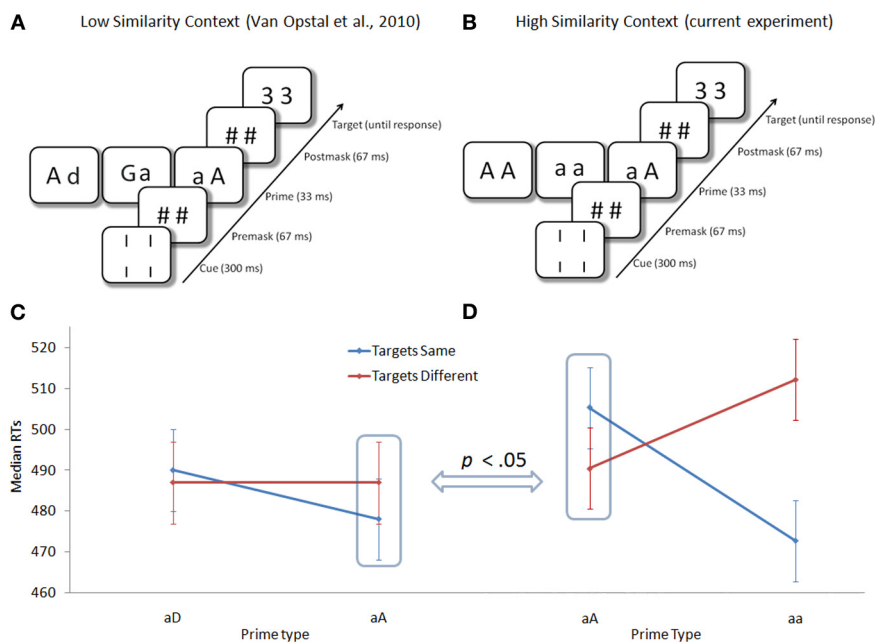 A Low Similarity Context (Van Opstal et al., 2010)
3 3
# #
Target (until response)
A d
G a
a A
Postmask (67 ms)
Prime (33 ms)
# #
Premask (67 ms)
| |
| |
Cue (300 ms)
B High Similarity Context (current experiment)
3 3
# #
Target (until response)
A A
a a
a A
Postmask (67 ms)
Prime (33 ms)
# #
Premask (67 ms)
| |
| |
Cue (300 ms)
C
Median RTs
520
510
500
490
480
470
460
Targets Same
Targets Different
aD
aA
Prime type
p < .05
D
aA
aa
Prime Type